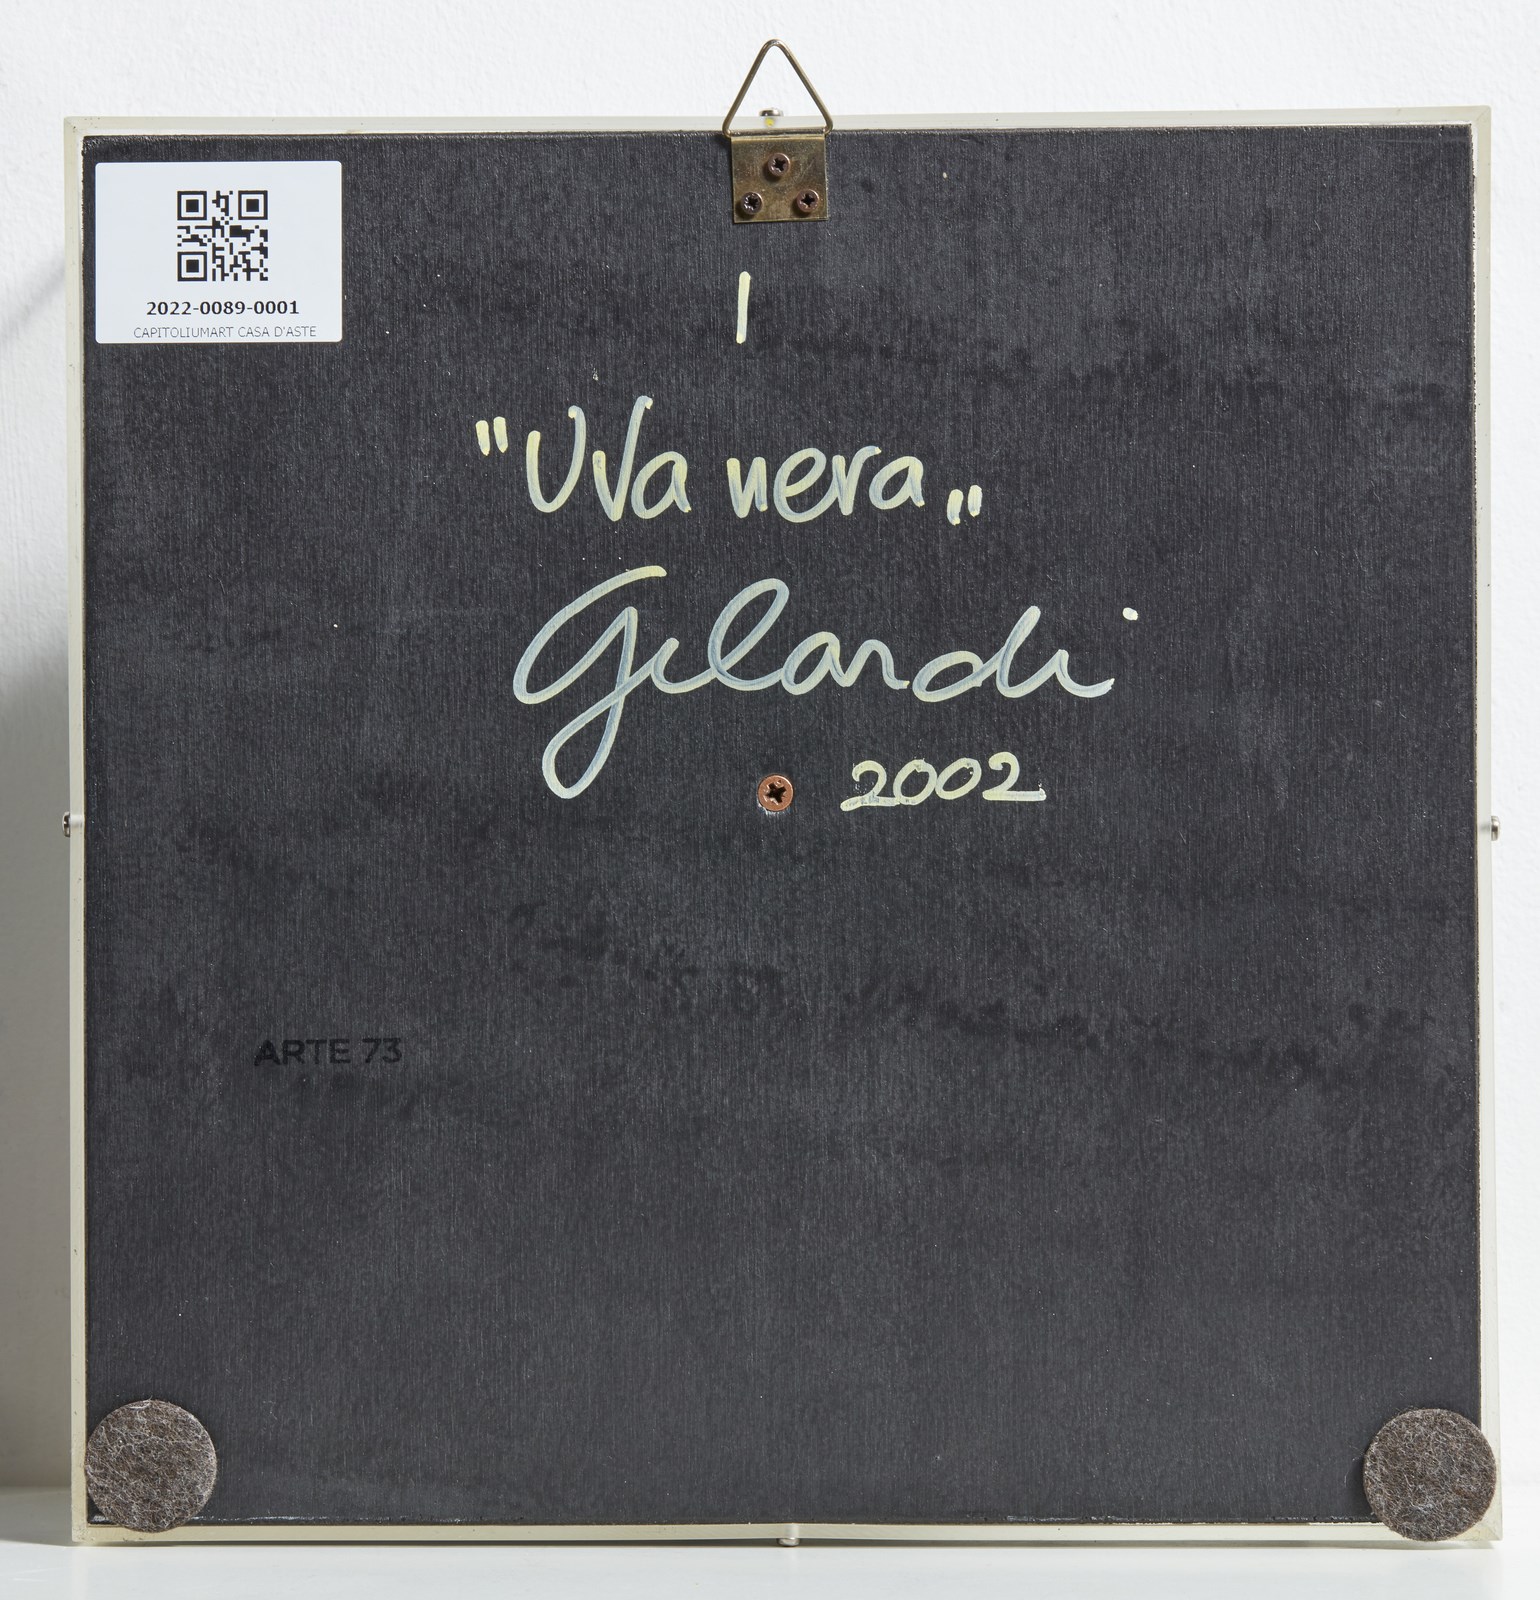 2022-0089-0001
CAPITOLIUMART CASA D'ASTE
I
"Uva nera„
Gilardi
2002
ARTE 73